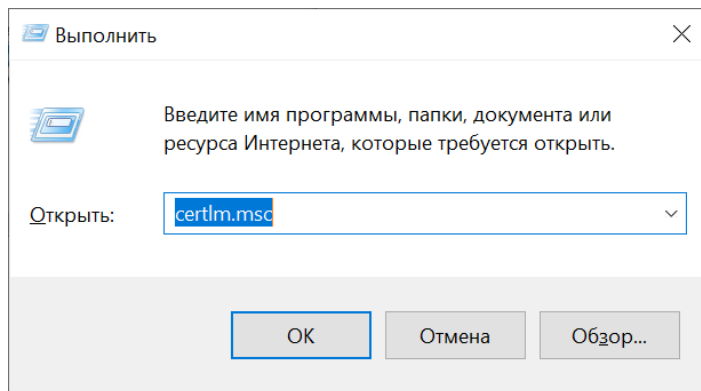 Выполнить
Введите имя программы, папки, документа или
ресурса Интернета, которые требуется открыть.
Открыть: certlm.msc
OK Отмена Обзор...